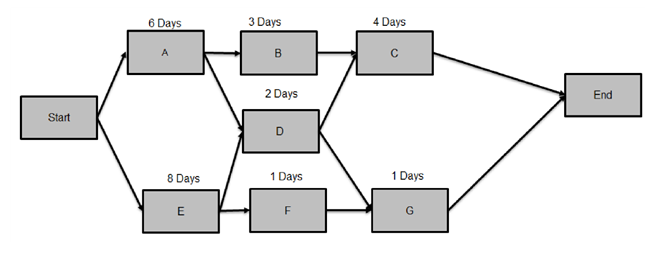 6 Days
3 Days
4 Days
A
B
C
2 Days
Start
D
End
8 Days
1 Days
1 Days
E
F
G